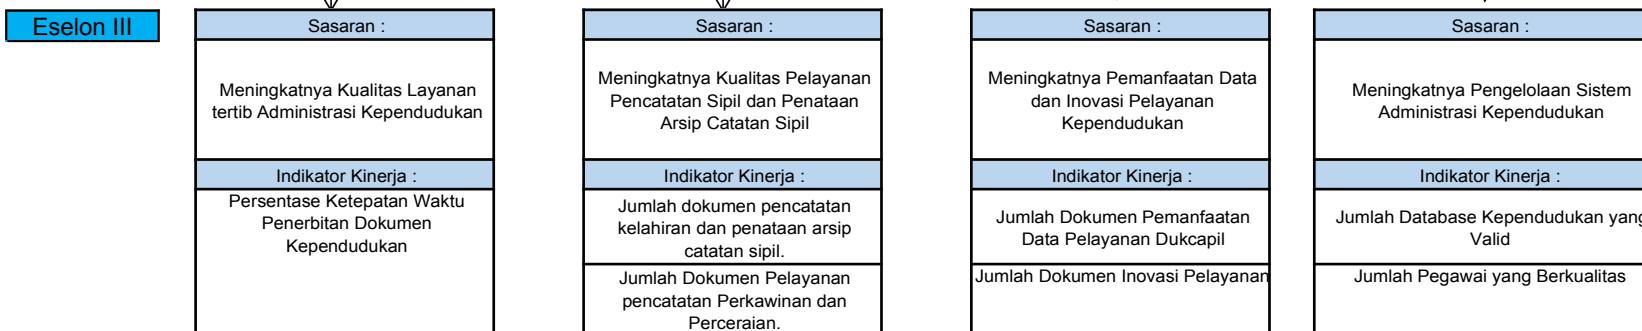 Eselon III
Sasaran :
Meningkatnya Kualitas Layanan
tertib Administrasi Kependudukan
Indikator Kinerja :
Persentase Ketepatan Waktu
Penerbitan Dokumen
Kependudukan
Sasaran :
Meningkatnya Kualitas Pelayanan
Pencatatan Sipil dan Penataan
Arsip Catatan Sipil
Indikator Kinerja :
Jumlah dokumen pencatatan
kelahiran dan penataan arsip
catatan sipil.
Jumlah Dokumen Pelayanan
pencatatan Perkawinan dan
Perceraian.
Sasaran :
Meningkatnya Pemanfaatan Data
dan Inovasi Pelayanan
Kependudukan
Indikator Kinerja :
Jumlah Dokumen Pemanfaatan
Data Pelayanan Dukcapil
Jumlah Dokumen Inovasi Pelayanan
Sasaran :
Meningkatnya Pengelolaan Sistem
Administrasi Kependudukan
Indikator Kinerja :
Jumlah Database Kependudukan yang
Valid
Jumlah Pegawai yang Berkualitas